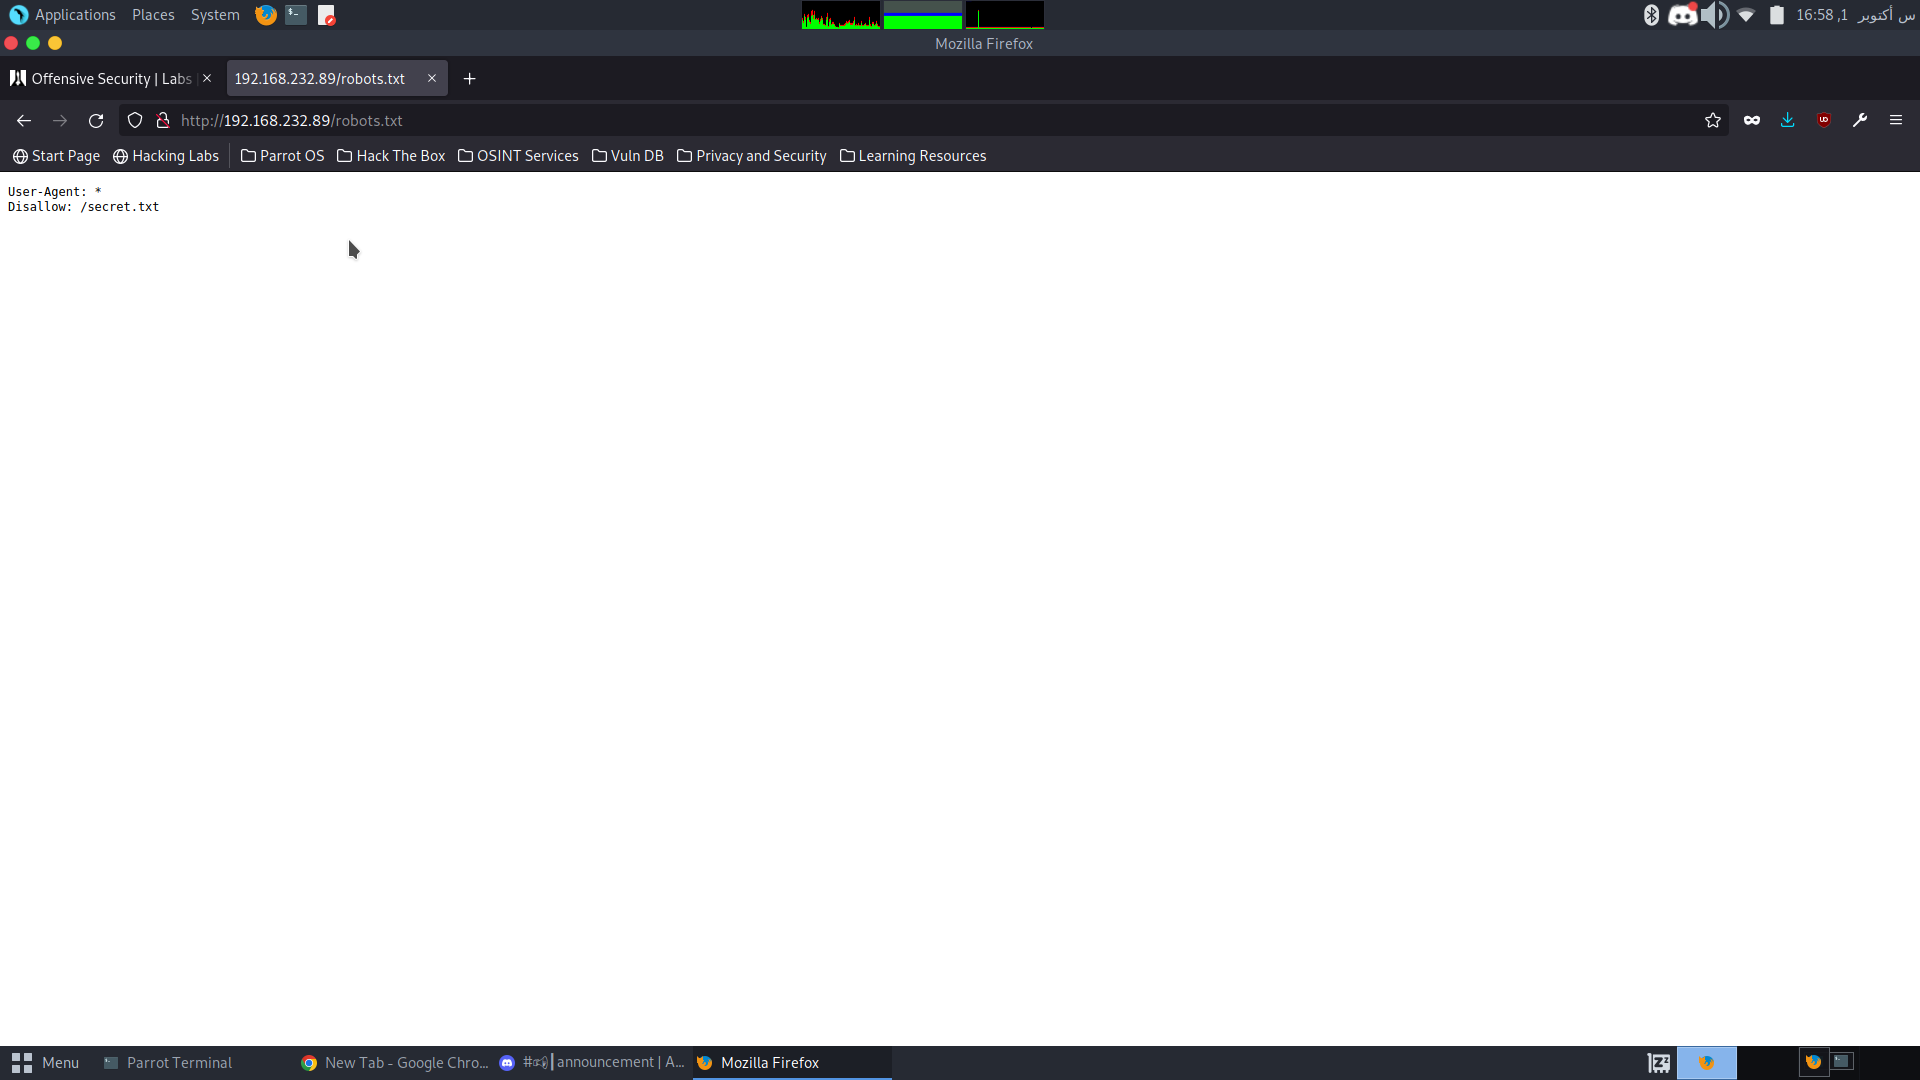 Applications Places System 16:58 ,1 س أكتوبر
Mozilla Firefox
Offensive Security | Labs 192.168.232.89/robots.txt
http://192.168.232.89/robots.txt
Start Page Hacking Labs Parrot OS Hack The Box OSINT Services Vuln DB Privacy and Security Learning Resources
User-Agent: *
Disallow: /secret.txt
Menu Parrot Terminal New Tab - Google Chro... announcement | A... Mozilla Firefox